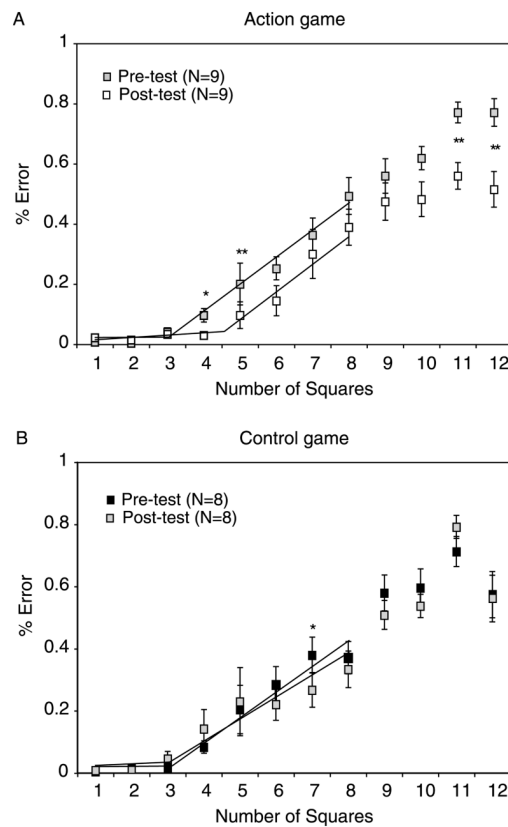 A
Action game
1
Pre-test (N=9)
Post-test (N=9)
0.8
**
**
0.6
% Error
0.4
**
*
0.2
0
1 2 3 4 5 6 7 8 9 10 11 12
Number of Squares
B
Control game
1
Pre-test (N=8)
Post-test (N=8)
0.8
0.6
% Error
*
0.4
0.2
0
1 2 3 4 5 6 7 8 9 10 11 12
Number of Squares